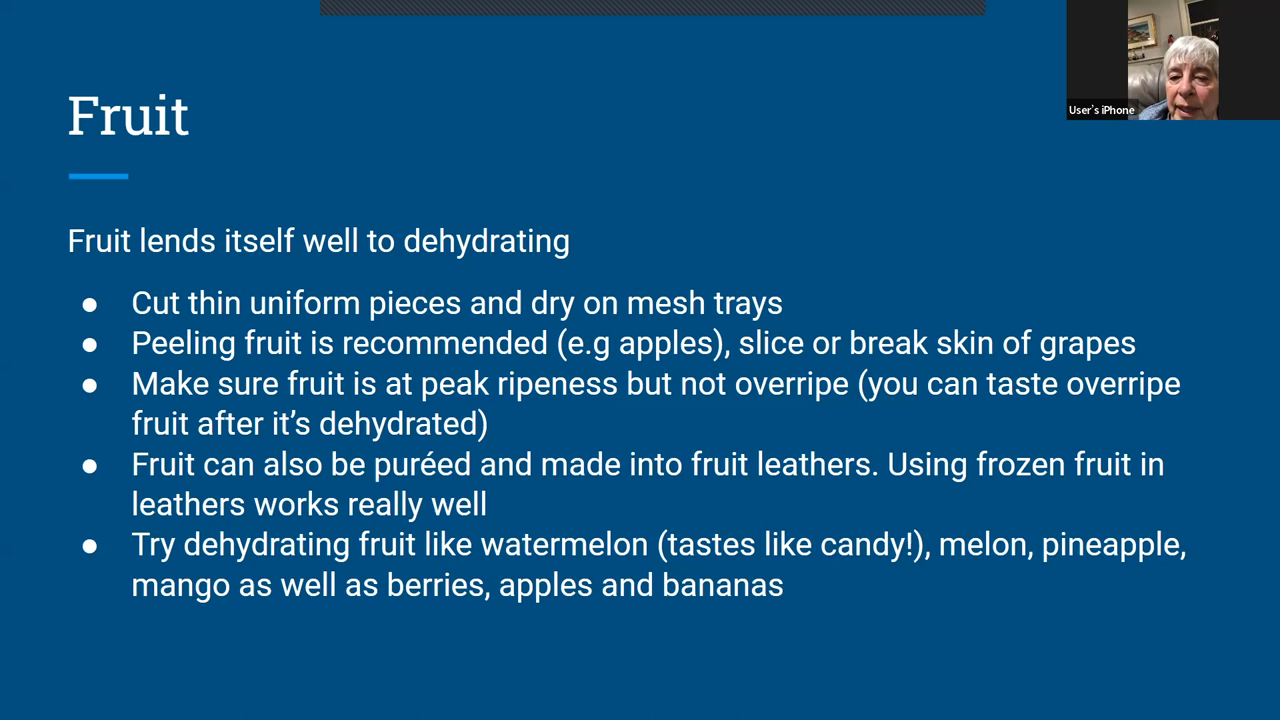 Fruit
User's iPhone
Fruit lends itself well to dehydrating
● Cut thin uniform pieces and dry on mesh trays
● Peeling fruit is recommended (e.g apples), slice or break skin of grapes
● Make sure fruit is at peak ripeness but not overripe (you can taste overripe
fruit after it’s dehydrated)
● Fruit can also be puréed and made into fruit leathers. Using frozen fruit in
leathers works really well
● Try dehydrating fruit like watermelon (tastes like candy!), melon, pineapple,
mango as well as berries, apples and bananas